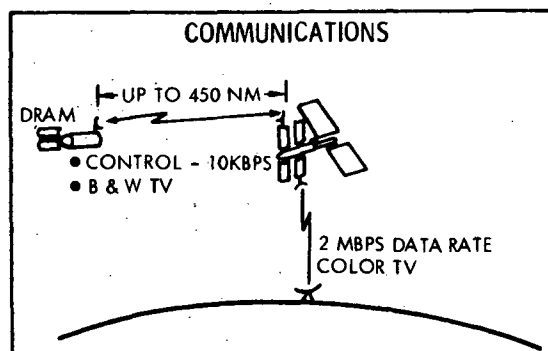 COMMUNICATIONS
UP TO 450 NM
DRAM
● CONTROL - 10KBPS
● B & W TV
2 MBPS DATA RATE
COLOR TV